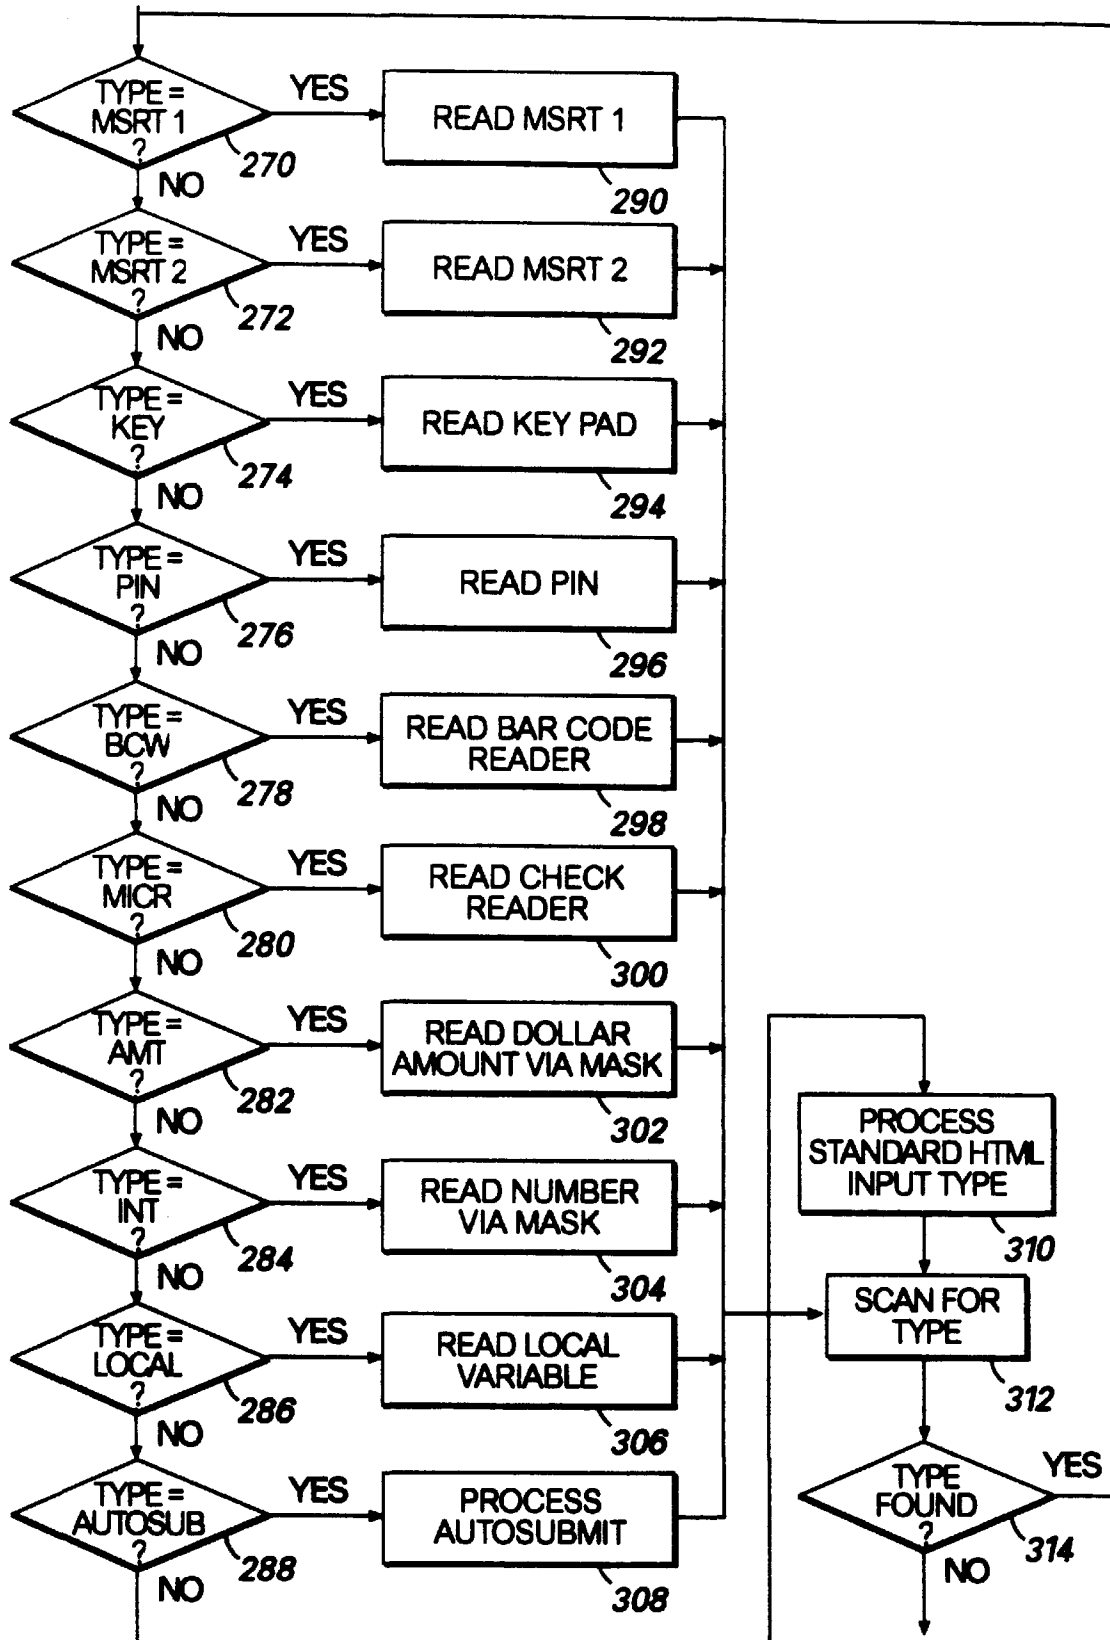 TYPE =
MSRT 1
?
270
YES
NO
READ MSRT 1
290
TYPE =
MSRT 2
?
272
YES
NO
READ MSRT 2
292
TYPE =
KEY
?
274
YES
NO
READ KEY PAD
294
TYPE =
PIN
?
276
YES
NO
READ PIN
296
TYPE =
BCW
?
278
YES
NO
READ BAR CODE
READER
298
TYPE =
MICR
?
280
YES
NO
READ CHECK
READER
300
TYPE =
AMT
?
282
YES
NO
READ DOLLAR
AMOUNT VIA MASK
302
TYPE =
INT
?
284
YES
NO
READ NUMBER
VIA MASK
304
TYPE =
LOCAL
?
286
YES
NO
READ LOCAL
VARIABLE
306
TYPE =
AUTOSUB
?
288
YES
NO
PROCESS
AUTOSUBMIT
308
PROCESS
STANDARD HTML
INPUT TYPE
310
SCAN FOR
TYPE
312
TYPE
FOUND
?
314
YES
NO